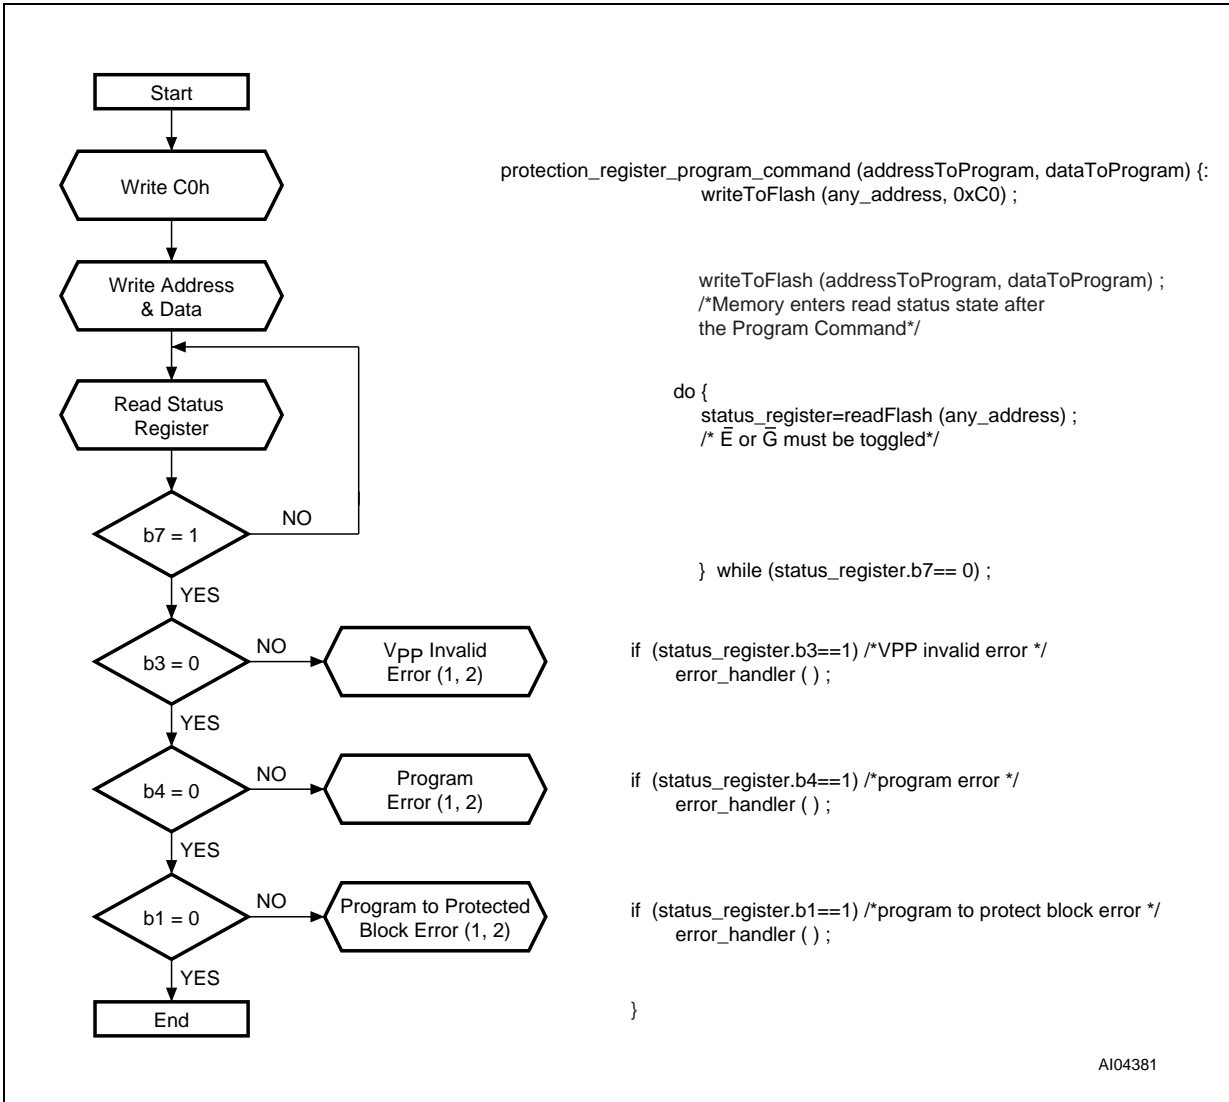 Start
Write C0h
protection_register_program_command (addressToProgram, dataToProgram) {:
writeToFlash (any_address, 0xC0) ;
Write Address
& Data
writeToFlash (addressToProgram, dataToProgram) ;
/*Memory enters read status state after
the Program Command*/
Read Status
Register
do {
status_register=readFlash (any_address) ;
/* E̅ or G̅ must be toggled*/
b7 = 1
NO
YES
} while (status_register.b7== 0) ;
b3 = 0
NO
YES
VPP Invalid
Error (1, 2)
if (status_register.b3==1) /*VPP invalid error */
error_handler ( ) ;
b4 = 0
NO
YES
Program
Error (1, 2)
if (status_register.b4==1) /*program error */
error_handler ( ) ;
b1 = 0
NO
YES
Program to Protected
Block Error (1, 2)
if (status_register.b1==1) /*program to protect block error */
error_handler ( ) ;
End
}
AI04381